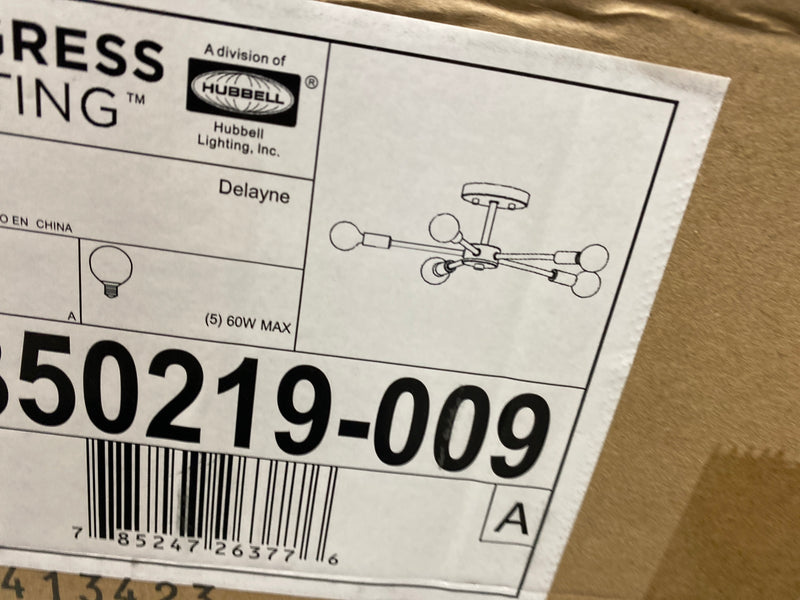 GRESS
TING™
A division of
HUBBELL®
Hubbell
Lighting, Inc.
Delayne
O EN CHINA
A
(5) 60W MAX
350219-009
7 85247 26377 6
A
413423